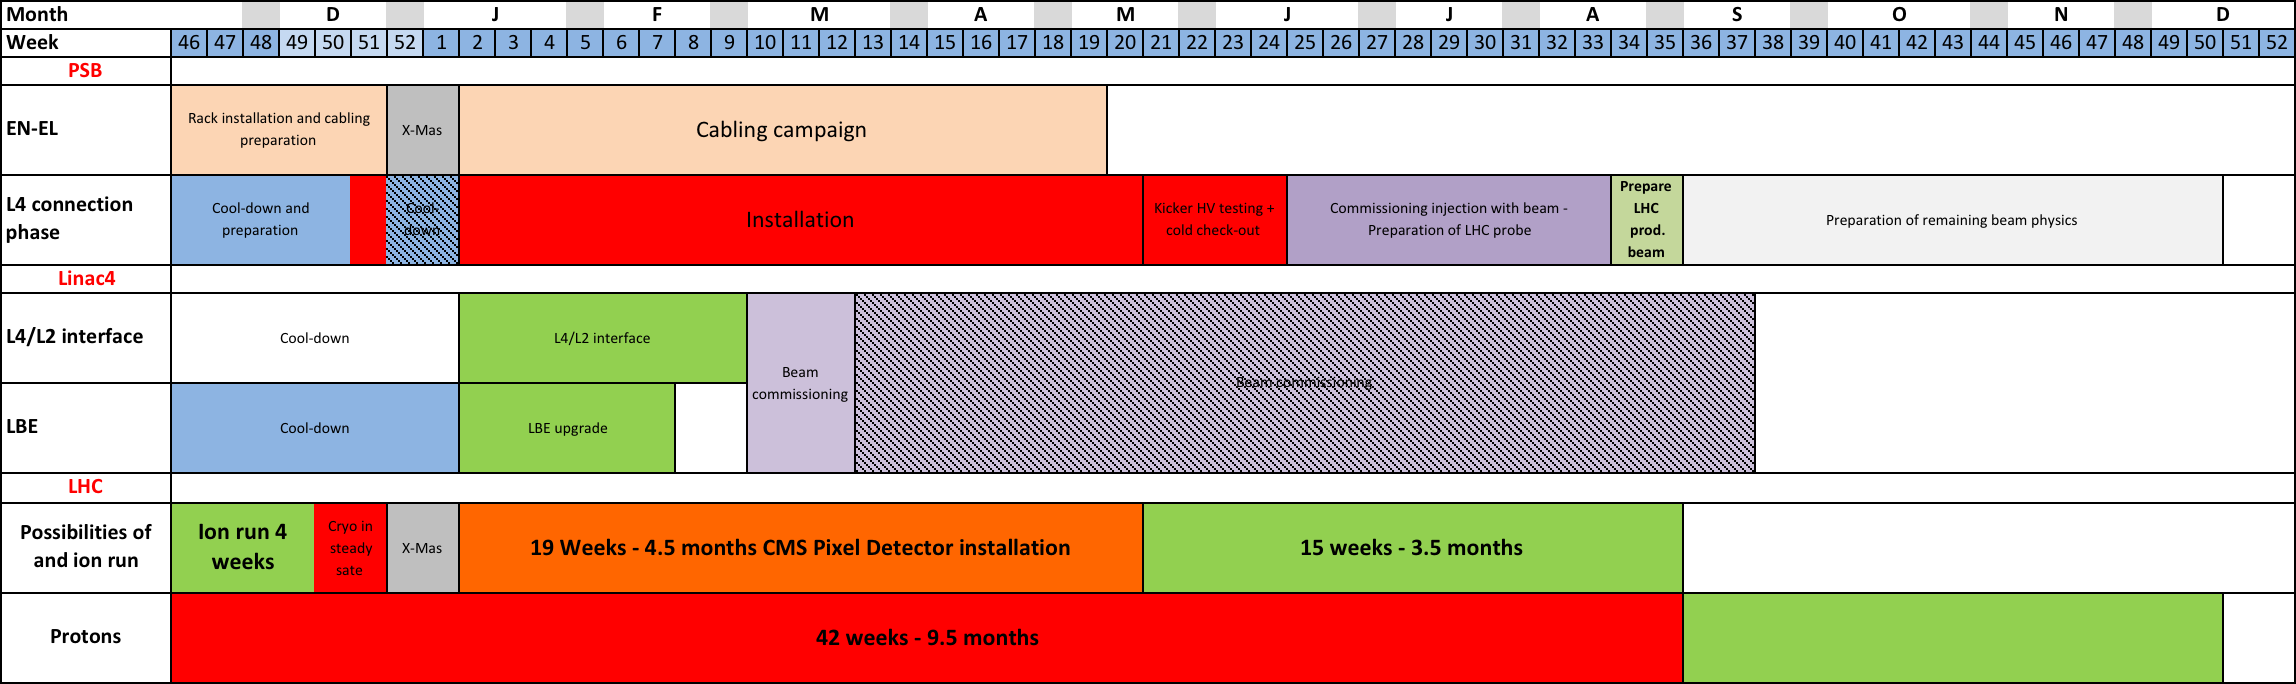 Month D J F M A M J J A S O N D
Week 46 47 48 49 50 51 52 1 2 3 4 5 6 7 8 9 10 11 12 13 14 15 16 17 18 19 20 21 22 23 24 25 26 27 28 29 30 31 32 33 34 35 36 37 38 39 40 41 42 43 44 45 46 47 48 49 50 51 52
PSB
EN-EL
Rack installation and cabling
preparation
X-Mas
Cabling campaign
L4 connection
phase
Cool-down and
preparation
Cool-
down
Installation
Kicker HV testing +
cold check-out
Commissioning injection with beam -
Preparation of LHC probe
Prepare
LHC
prod.
beam
Preparation of remaining beam physics
Linac4
L4/L2 interface
Cool-down
L4/L2 interface
Beam
commissioning
Beam commissioning
LBE
Cool-down
LBE upgrade
LHC
Possibilities of
and ion run
Ion run 4
weeks
Cryo in
steady
sate
X-Mas
19 Weeks - 4.5 months CMS Pixel Detector installation
15 weeks - 3.5 months
Protons
42 weeks - 9.5 months